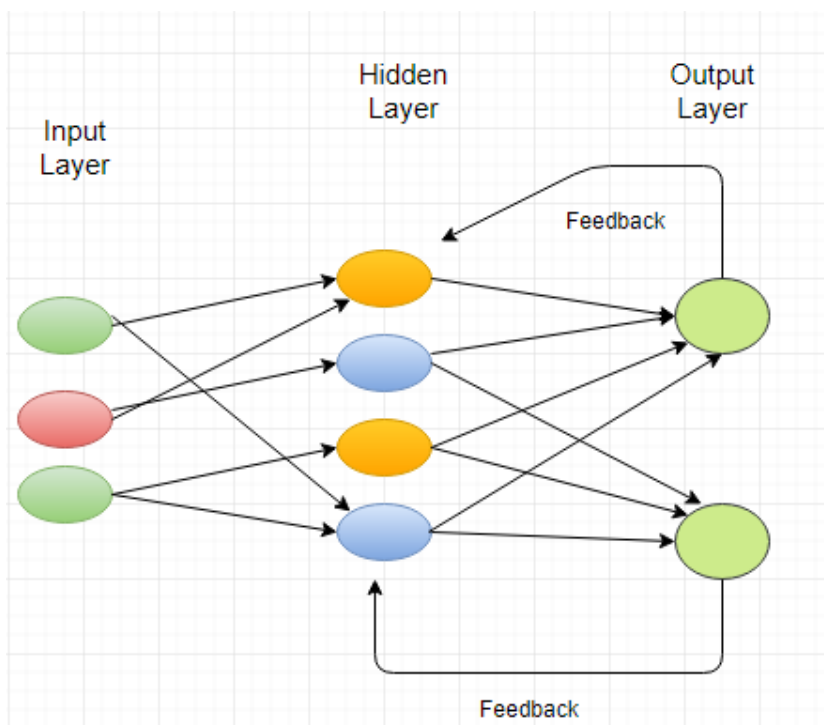 Input
Layer
Hidden
Layer
Output
Layer
Feedback
Feedback